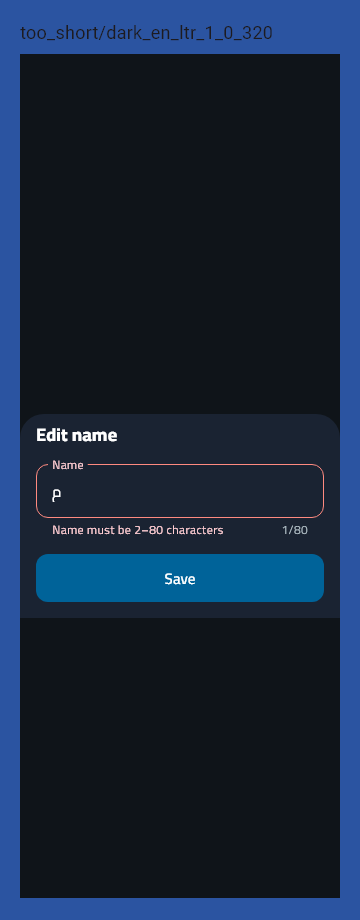 too_short/dark_en_ltr_1_0_320
Edit name
Name
م
Name must be 2–80 characters
1/80
Save